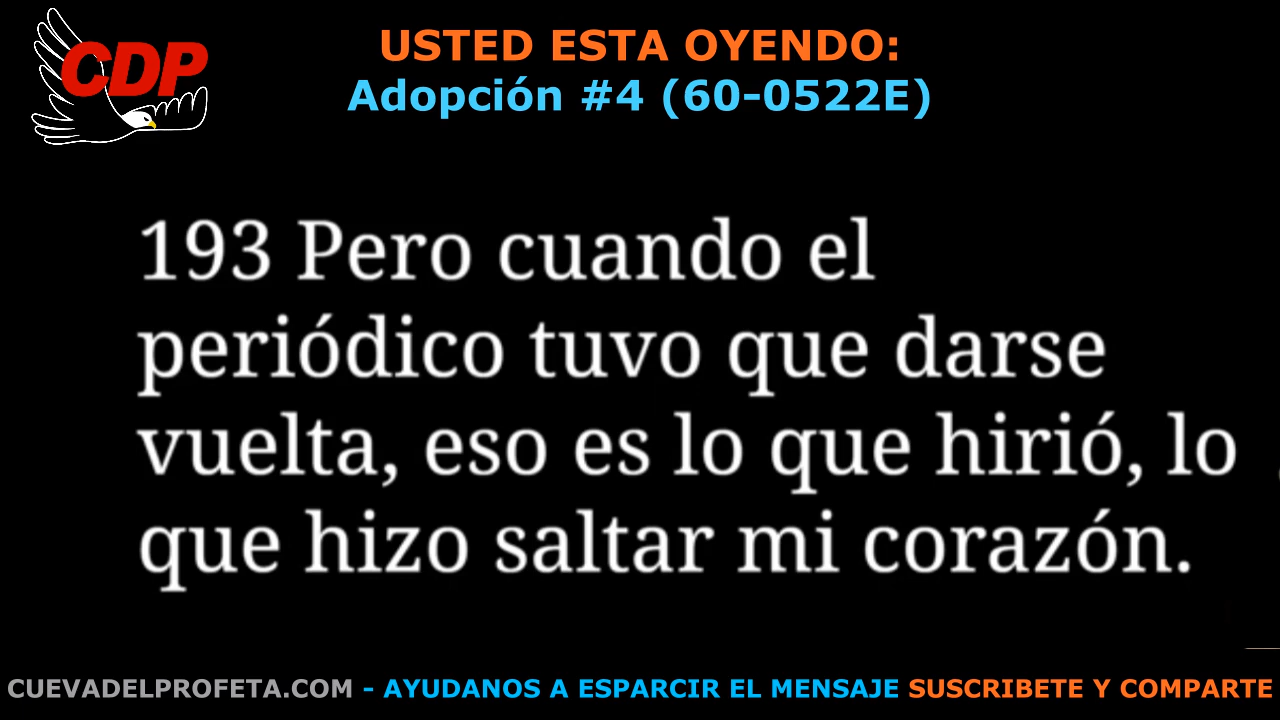 CDP
USTED ESTA OYENDO:
Adopción #4 (60-0522E)
193 Pero cuando el
periódico tuvo que darse
vuelta, eso es lo que hirió, lo
que hizo saltar mi corazón.
CUEVADELPROFETA.COM - AYUDANOS A ESPARCIR EL MENSAJE SUSCRIBETE Y COMPARTE